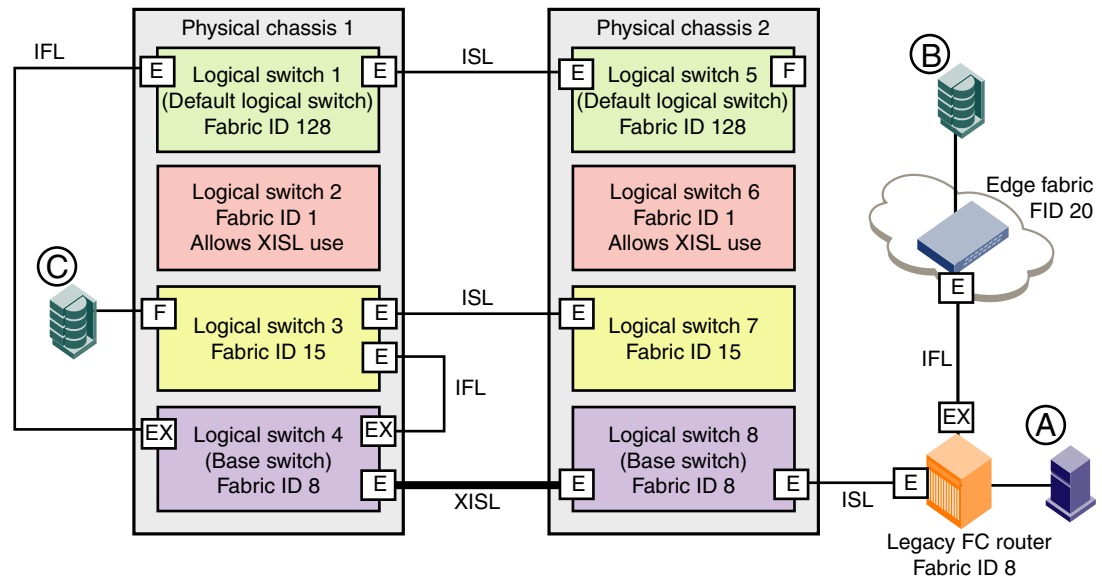 Physical chassis 1
Physical chassis 2
IFL
E
Logical switch 1
(Default logical switch)
Fabric ID 128
E
ISL
E
Logical switch 5
(Default logical switch)
Fabric ID 128
F
B
Logical switch 2
Fabric ID 1
Allows XISL use
Logical switch 6
Fabric ID 1
Allows XISL use
Edge fabric
FID 20
E
C
F
Logical switch 3
Fabric ID 15
E
E
ISL
E
Logical switch 7
Fabric ID 15
IFL
IFL
EX
Logical switch 4
(Base switch)
Fabric ID 8
EX
E
XISL
E
Logical switch 8
(Base switch)
Fabric ID 8
E
ISL
E
EX
A
Legacy FC router
Fabric ID 8